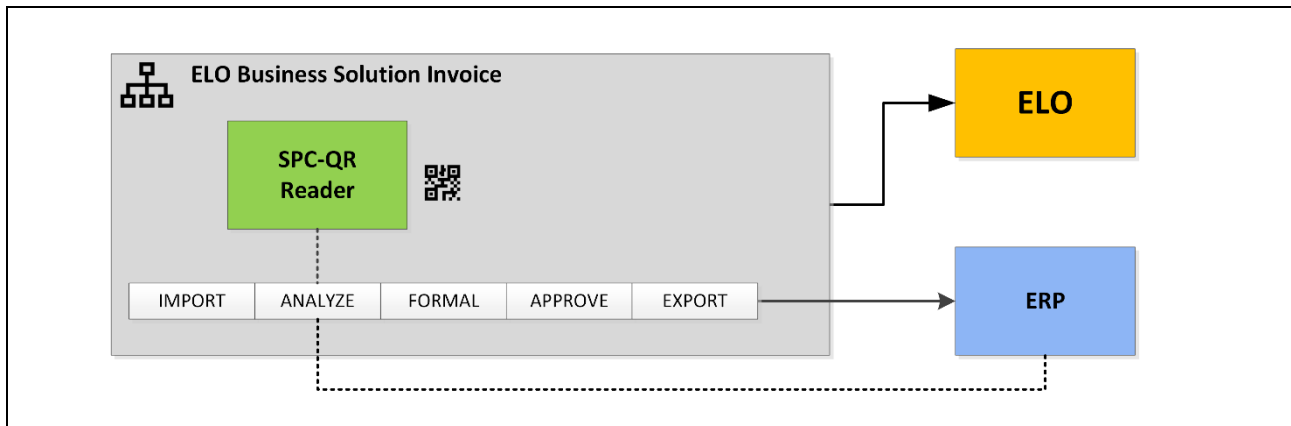 ELO Business Solution Invoice
ELO
SPC-QR
Reader
IMPORT
ANALYZE
FORMAL
APPROVE
EXPORT
ERP